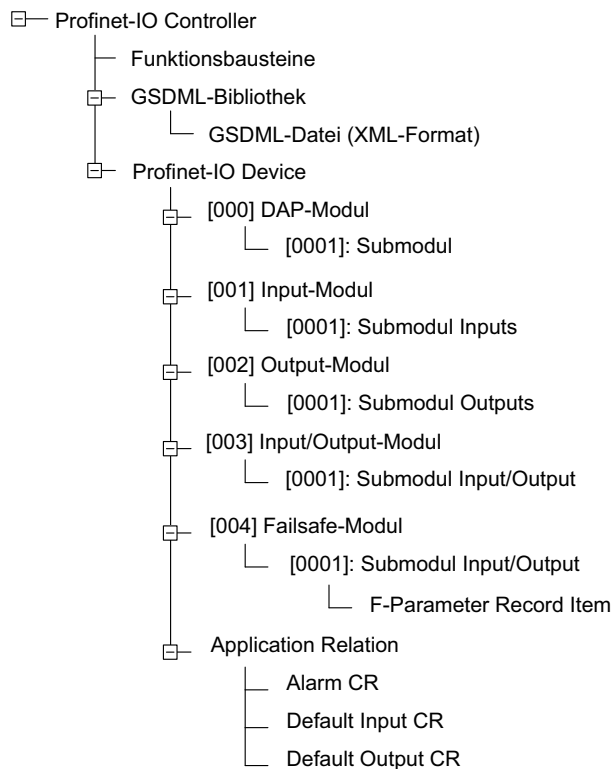 Profinet-IO Controller
Funktionsbausteine
GSDML-Bibliothek
GSDML-Datei (XML-Format)
Profinet-IO Device
[000] DAP-Modul
[0001]: Submodul
[001] Input-Modul
[0001]: Submodul Inputs
[002] Output-Modul
[0001]: Submodul Outputs
[003] Input/Output-Modul
[0001]: Submodul Input/Output
[004] Failsafe-Modul
[0001]: Submodul Input/Output
F-Parameter Record Item
Application Relation
Alarm CR
Default Input CR
Default Output CR